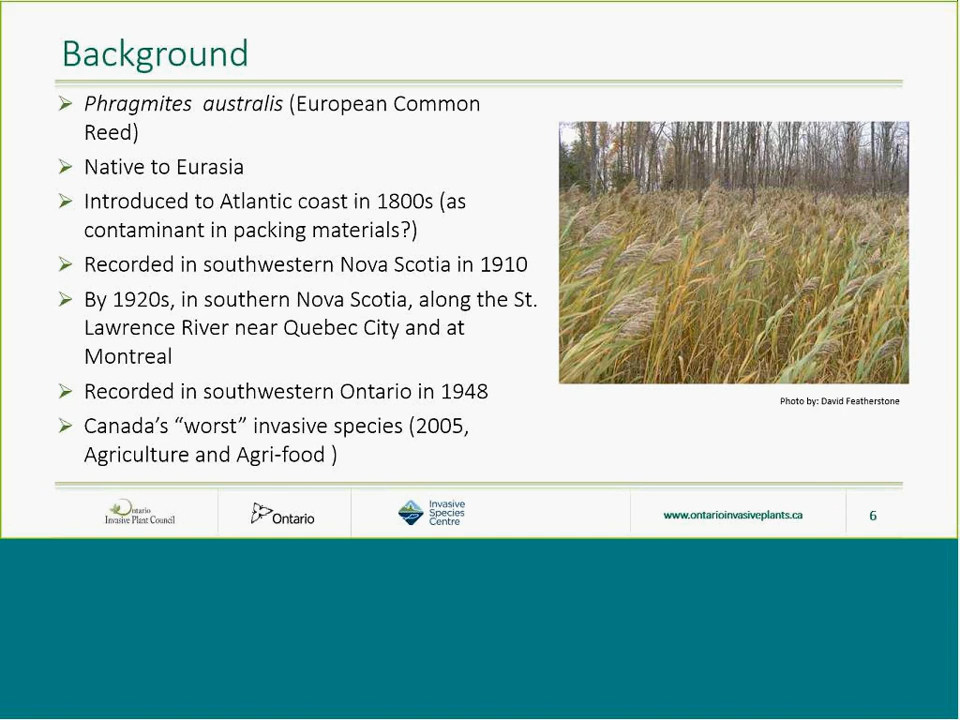 Background
Phragmites australis (European Common
Reed)
Native to Eurasia
Introduced to Atlantic coast in 1800s (as
contaminant in packing materials?)
Recorded in southwestern Nova Scotia in 1910
By 1920s, in southern Nova Scotia, along the St.
Lawrence River near Quebec City and at
Montreal
Recorded in southwestern Ontario in 1948
Canada’s “worst” invasive species (2005,
Agriculture and Agri-food )
Photo by: David Featherstone
Ontario
Invasive Plant Council
Ontario
Invasive
Species
Centre
www.ontarioinvasiveplants.ca
6